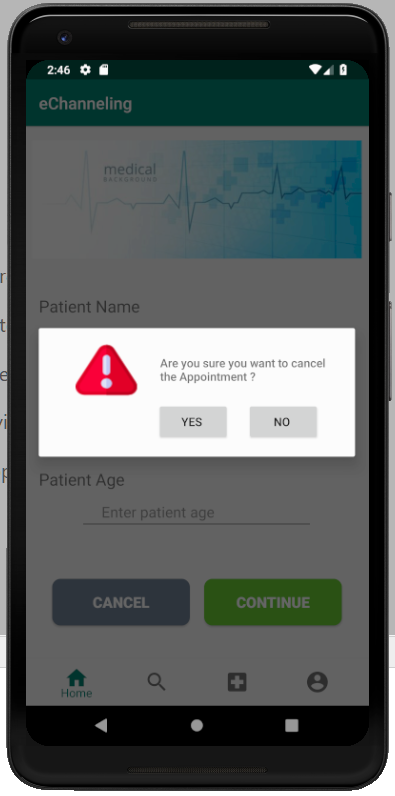 2:46
eChanneling
medical
BACKGROUND
Patient Name
Are you sure you want to cancel
the Appointment ?
YES
NO
Patient Age
Enter patient age
CANCEL
CONTINUE
Home